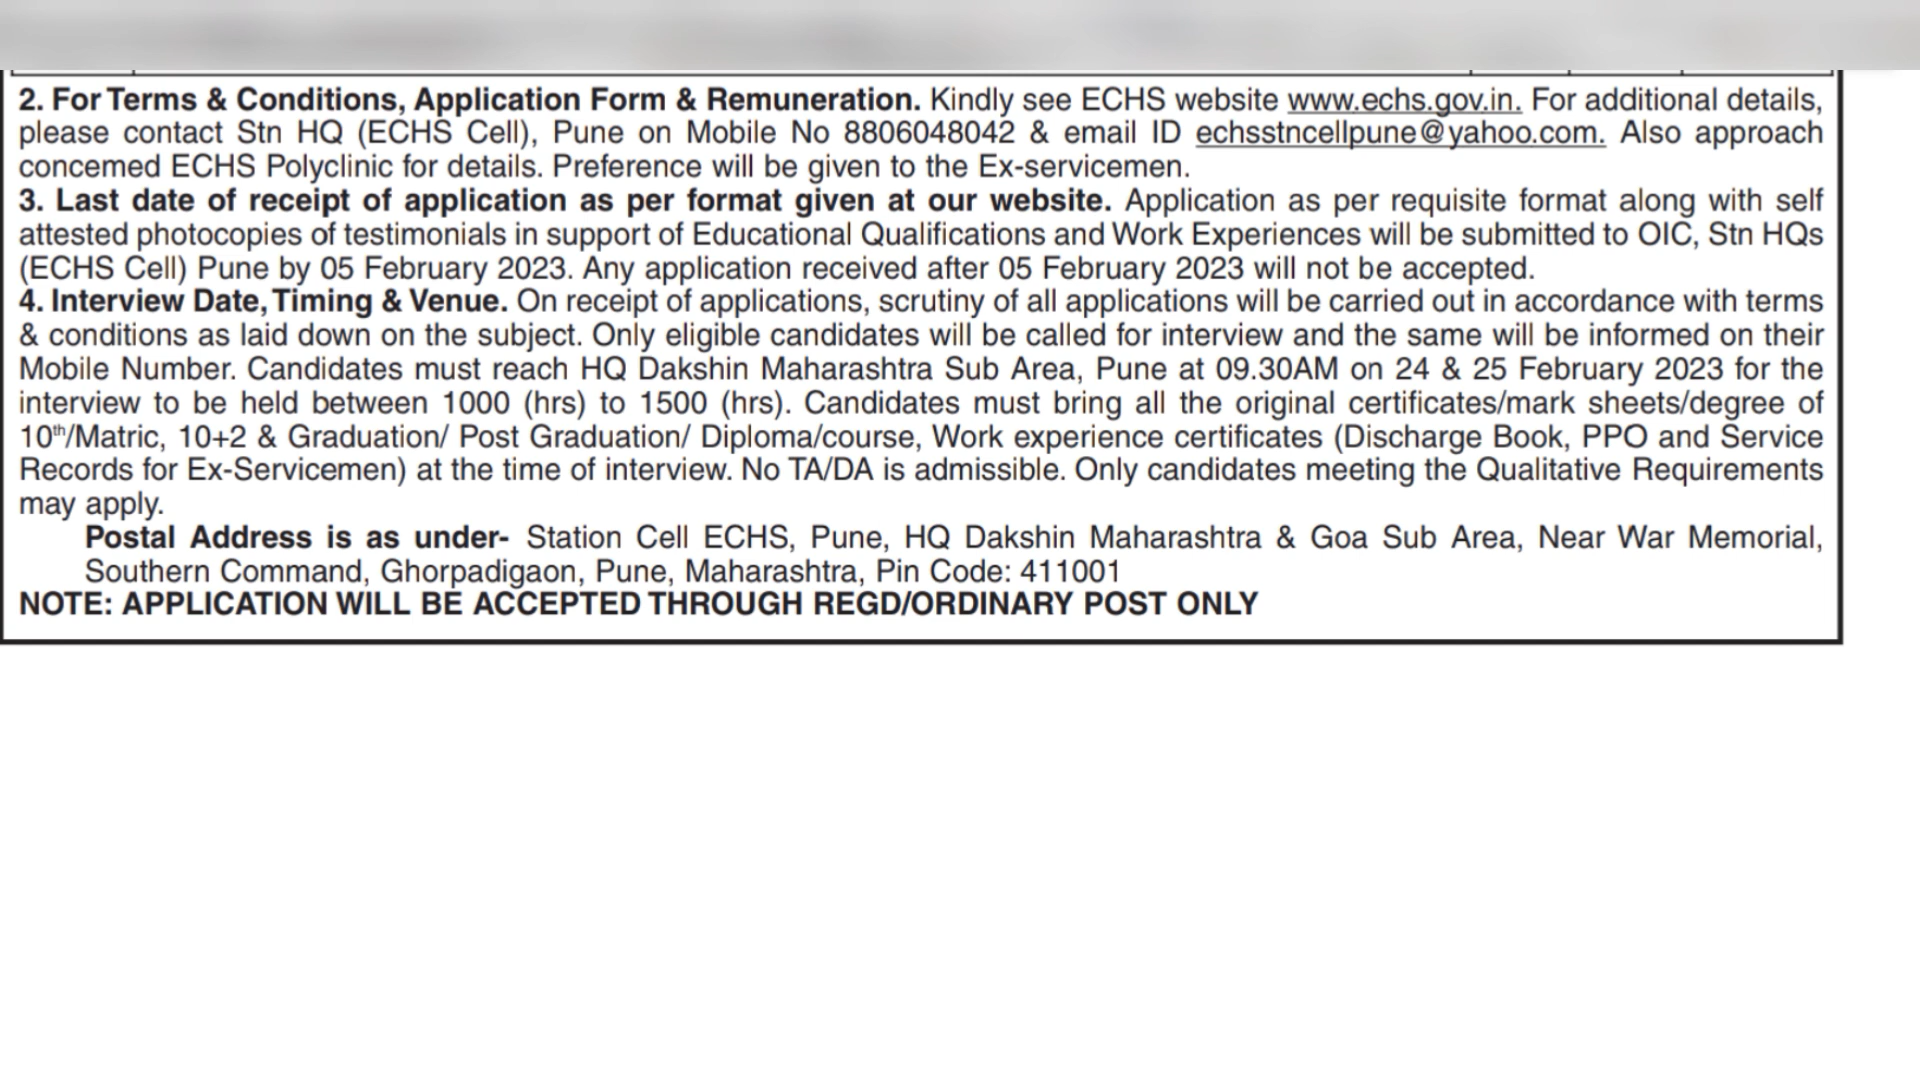 2. For Terms & Conditions, Application Form & Remuneration. Kindly see ECHS website www.echs.gov.in. For additional details,
please contact Stn HQ (ECHS Cell), Pune on Mobile No 8806048042 & email ID echsstncellpune@yahoo.com. Also approach
concemed ECHS Polyclinic for details. Preference will be given to the Ex-servicemen.
3. Last date of receipt of application as per format given at our website. Application as per requisite format along with self
attested photocopies of testimonials in support of Educational Qualifications and Work Experiences will be submitted to OIC, Stn HQs
(ECHS Cell) Pune by 05 February 2023. Any application received after 05 February 2023 will not be accepted.
4. Interview Date, Timing & Venue. On receipt of applications, scrutiny of all applications will be carried out in accordance with terms
& conditions as laid down on the subject. Only eligible candidates will be called for interview and the same will be informed on their
Mobile Number. Candidates must reach HQ Dakshin Maharashtra Sub Area, Pune at 09.30AM on 24 & 25 February 2023 for the
interview to be held between 1000 (hrs) to 1500 (hrs). Candidates must bring all the original certificates/mark sheets/degree of
10th/Matric, 10+2 & Graduation/ Post Graduation/ Diploma/course, Work experience certificates (Discharge Book, PPO and Service
Records for Ex-Servicemen) at the time of interview. No TA/DA is admissible. Only candidates meeting the Qualitative Requirements
may apply.
Postal Address is as under- Station Cell ECHS, Pune, HQ Dakshin Maharashtra & Goa Sub Area, Near War Memorial,
Southern Command, Ghorpadigaon, Pune, Maharashtra, Pin Code: 411001
NOTE: APPLICATION WILL BE ACCEPTED THROUGH REGD/ORDINARY POST ONLY